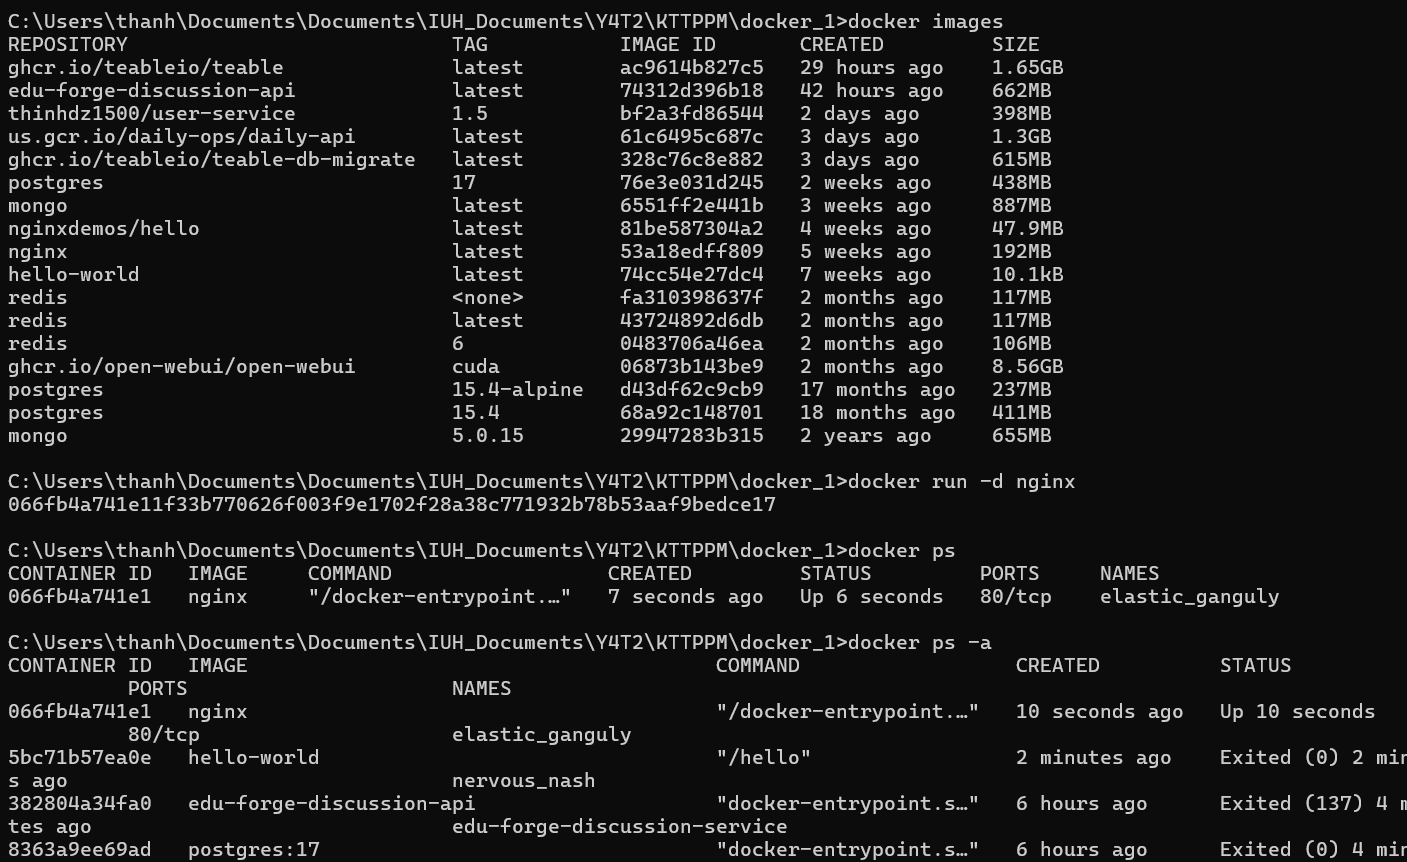 C:\Users\thanh\Documents\Documents\IUH_Documents\Y4T2\KTTPPM\docker_1>docker images
REPOSITORY                           TAG           IMAGE ID       CREATED         SIZE
ghcr.io/teableio/teable              latest        ac9614b827c5   29 hours ago    1.65GB
edu-forge-discussion-api             latest        74312d396b18   42 hours ago    662MB
thinhdz1500/user-service             1.5           bf2a3fd86544   2 days ago      398MB
us.gcr.io/daily-ops/daily-api        latest        61c6495c687c   3 days ago      1.3GB
ghcr.io/teableio/teable-db-migrate   latest        328c76c8e882   3 days ago      615MB
postgres                             17            76e3e031d245   2 weeks ago     438MB
mongo                                latest        6551ff2e441b   3 weeks ago     887MB
nginxdemos/hello                     latest        81be587304a2   4 weeks ago     47.9MB
nginx                                latest        53a18edff809   5 weeks ago     192MB
hello-world                          latest        74cc54e27dc4   7 weeks ago     10.1kB
redis                                <none>        fa310398637f   2 months ago    117MB
redis                                latest        43724892d6db   2 months ago    117MB
redis                                6             0483706a46ea   2 months ago    106MB
ghcr.io/open-webui/open-webui        cuda          06873b143be9   2 months ago    8.56GB
postgres                             15.4-alpine   d43df62c9cb9   17 months ago   237MB
postgres                             15.4          68a92c148701   18 months ago   411MB
mongo                                5.0.15        29947283b315   2 years ago     655MB
C:\Users\thanh\Documents\Documents\IUH_Documents\Y4T2\KTTPPM\docker_1>docker run -d nginx
066fb4a741e11f33b770626f003f9e1702f28a38c771932b78b53aaf9bedce17
C:\Users\thanh\Documents\Documents\IUH_Documents\Y4T2\KTTPPM\docker_1>docker ps
CONTAINER ID   IMAGE     COMMAND                  CREATED         STATUS         PORTS     NAMES
066fb4a741e1   nginx     "/docker-entrypoint.…"   7 seconds ago   Up 6 seconds   80/tcp    elastic_ganguly
C:\Users\thanh\Documents\Documents\IUH_Documents\Y4T2\KTTPPM\docker_1>docker ps -a
CONTAINER ID   IMAGE                                       COMMAND                  CREATED          STATUS
PORTS                      NAMES
066fb4a741e1   nginx                                       "/docker-entrypoint.…"   10 seconds ago   Up 10 seconds
80/tcp                     elastic_ganguly
5bc71b57ea0e   hello-world                                 "/hello"                 2 minutes ago    Exited (0) 2 min
s ago                                nervous_nash
382804a34fa0   edu-forge-discussion-api                    "docker-entrypoint.s…"   6 hours ago      Exited (137) 4 m
tes ago                              edu-forge-discussion-service
8363a9ee69ad   postgres:17                                 "docker-entrypoint.s…"   6 hours ago      Exited (0) 4 min